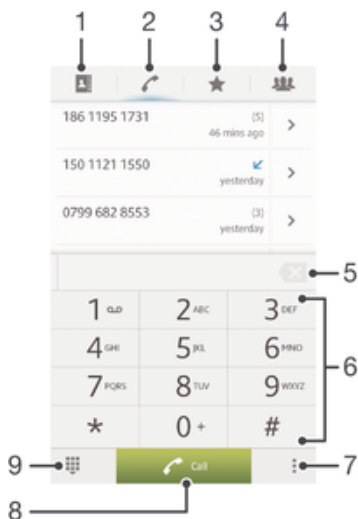 1 2 3 4
186 1195 1731 (5)
46 mins ago
150 1121 1550
yesterday
0799 682 8553 (3)
yesterday
5
1 2 ABC 3 DEF
4 GHI 5 JKL 6 MNO
6
7 PQRS 8 TUV 9 WXYZ
* 0 + #
9 Call 7
8